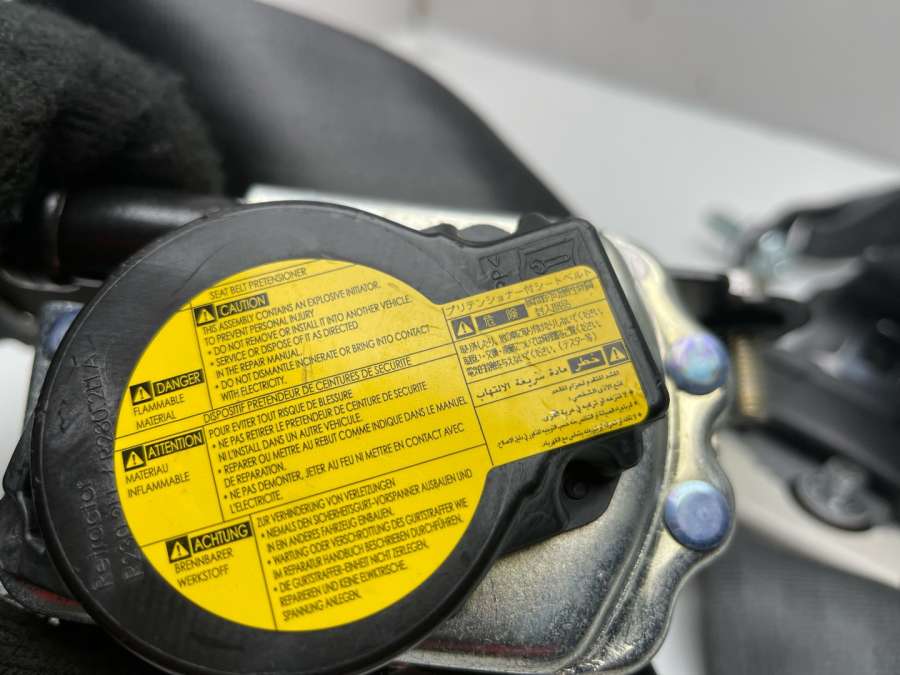 SEAT BELT PRETENSIONER
CAUTION
THIS ASSEMBLY CONTAINS AN EXPLOSIVE INITIATOR.
TO PREVENT PERSONAL INJURY
• DO NOT REMOVE OR INSTALL IT INTO ANOTHER VEHICLE.
• SERVICE OR DISPOSE OF IT AS DIRECTED
IN THE REPAIR MANUAL.
• DO NOT DISMANTLE, INCINERATE OR BRING INTO CONTACT
WITH ELECTRICITY.
DANGER
FLAMMABLE
MATERIAL
DISPOSITIF PRETENDEUR DE CEINTURES DE SECURITE
POUR EVITER TOUT RISQUE DE BLESSURE
• NE PAS RETIRER LE PRETENDEUR DE CEINTURE DE SECURITE
NI L'INSTALL DANS UN AUTRE VEHICULE.
• REPARER OU METTRE AU REBUT COMME INDIQUE DANS LE MANUEL
DE REPARATION.
• NE PAS DEMONTER, JETER AU FEU NI METTRE EN CONTACT AVEC
L'ELECTRICITE.
ATTENTION
MATERIAU
INFLAMMABLE
ACHTUNG
BRENNBARER
WERKSTOFF
ZUR VERHINDERUNG VON VERLETZUNGEN
• NIEMALS DEN SICHERHEITSGURT-VORSPANNER AUSBAUEN UND
IN EIN ANDERES FAHRZEUG EINBAUEN.
• WARTUNG ODER VERSCHROTTUNG DES GURTSTRAFFER WIE
IM REPARATUR HANDBUCH BESCHRIEBEN DURCHFÜHREN.
• DIE GURTSTRAFFER-EINHEIT NICHT ZERLEGEN,
REPARIEREN UND KEINE
SPANNUNG ANLEGEN.
プリテンショナー付シートベルト
危険
خطر
مادة سريعة الالتهاب
Retractor